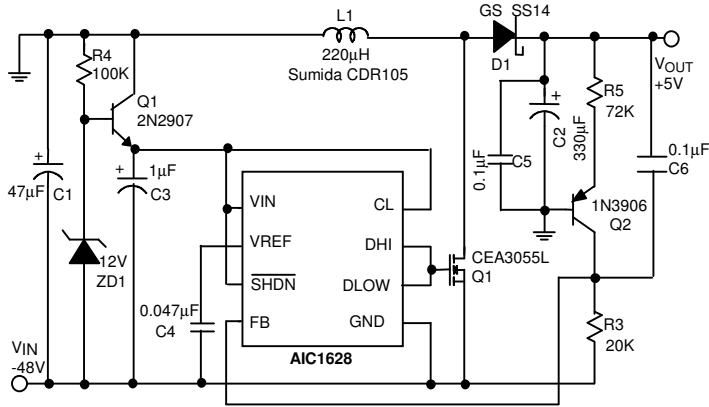 L1
220µH
Sumida CDR105
GS SS14
D1
VOUT
+5V
R4
100K
Q1
2N2907
+
47µF
C1
+
1µF
C3
12V
ZD1
VIN
-48V
0.047µF
C4
VIN
VREF
SHDN
FB
CL
DHI
DLOW
GND
AIC1628
CEA3055L
Q1
0.1µF
C5
+
C2
330µF
R5
72K
1N3906
Q2
0.1µF
C6
R3
20K